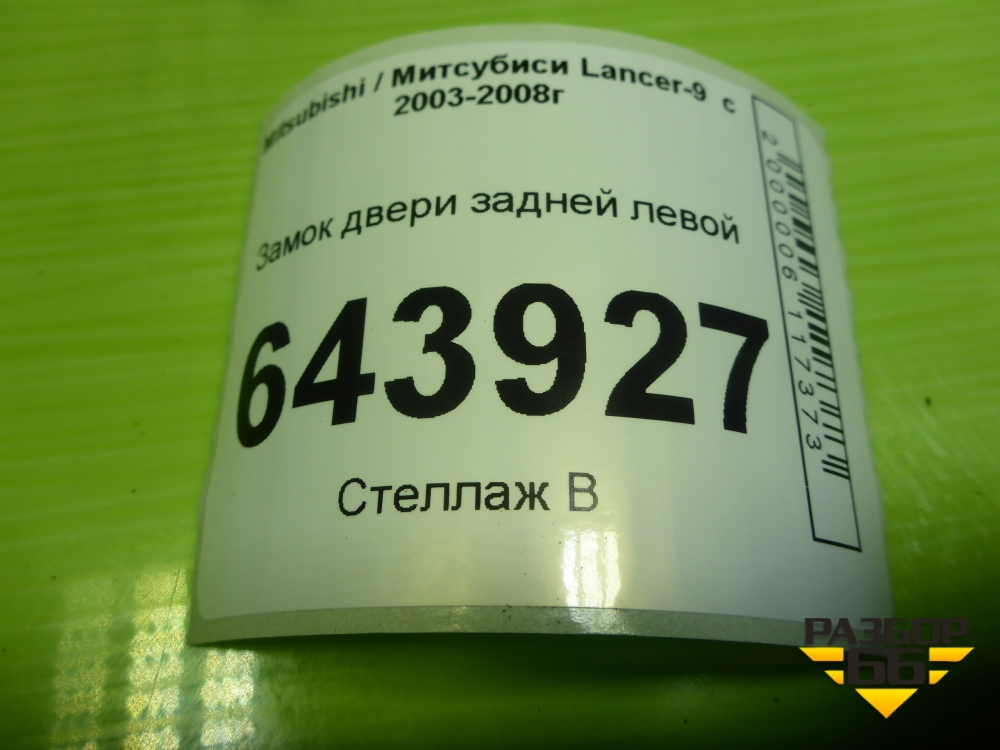 Mitsubishi / Митсубиси Lancer-9 с
2003-2008г
Замок двери задней левой
643927
Стеллаж В
2000006117373
РАЗБОР
66